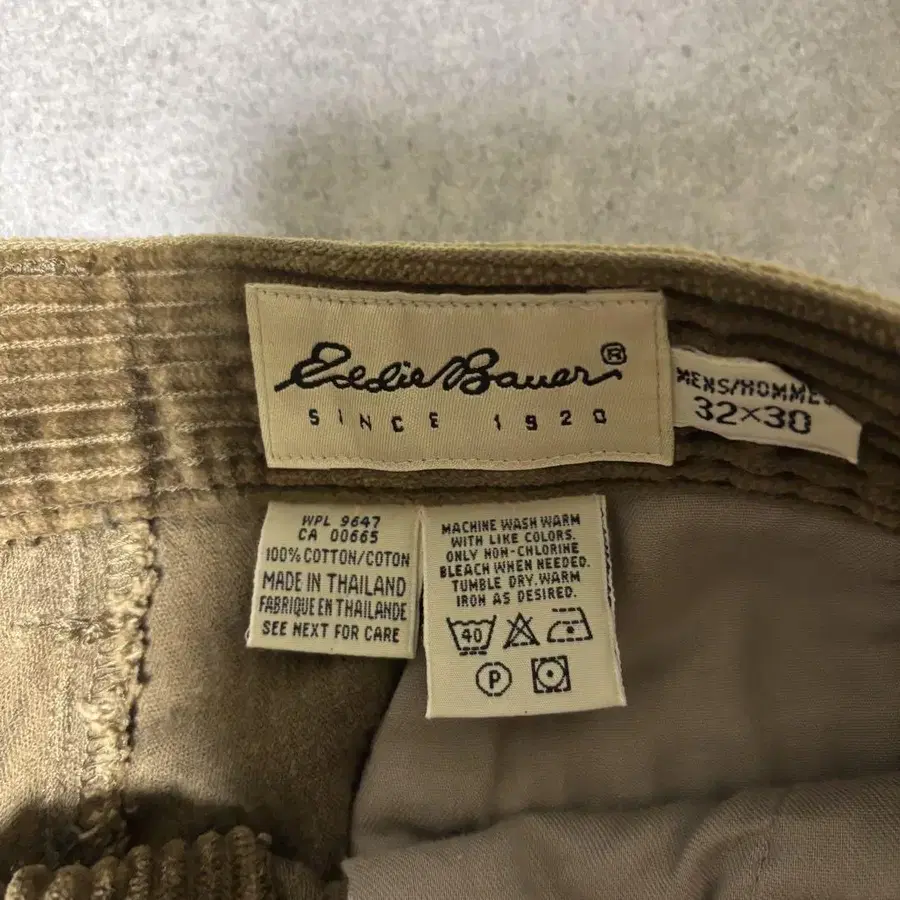 Eddie Bauer®
SINCE 1920
MENS/HOMMES
32×30
WPL 9647
CA 00665
100% COTTON/COTON
MADE IN THAILAND
FABRIQUE EN THAILANDE
SEE NEXT FOR CARE
MACHINE WASH WARM
WITH LIKE COLORS.
ONLY NON-CHLORINE
BLEACH WHEN NEEDED.
TUMBLE DRY. WARM
IRON AS DESIRED.
40
P